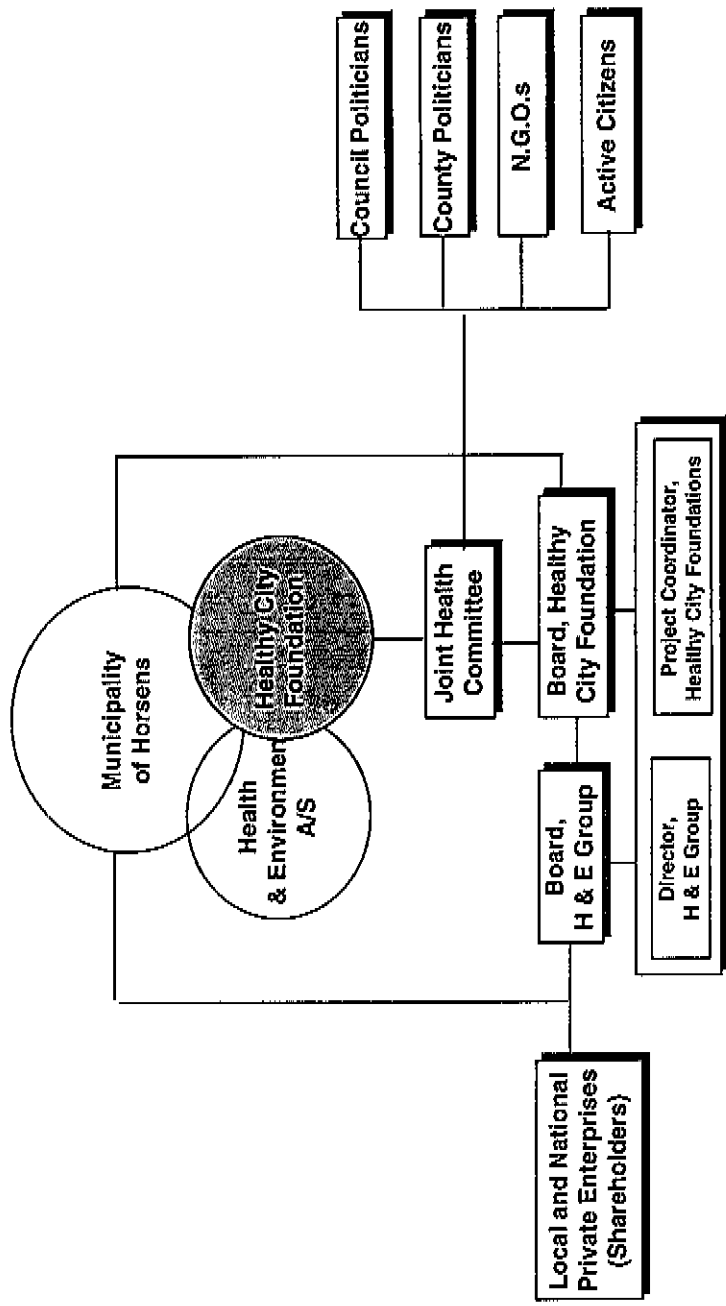 Municipality
of Horsens
Health
& Environmen
A/S
Healthy City
Foundation
Joint Health
Committee
Council Politicians
County Politicians
N.G.O.s
Active Citizens
Local and National
Private Enterprises
(Shareholders)
Board,
H & E Group
Board, Healthy
City Foundation
Director,
H & E Group
Project Coordinator,
Healthy City Foundations